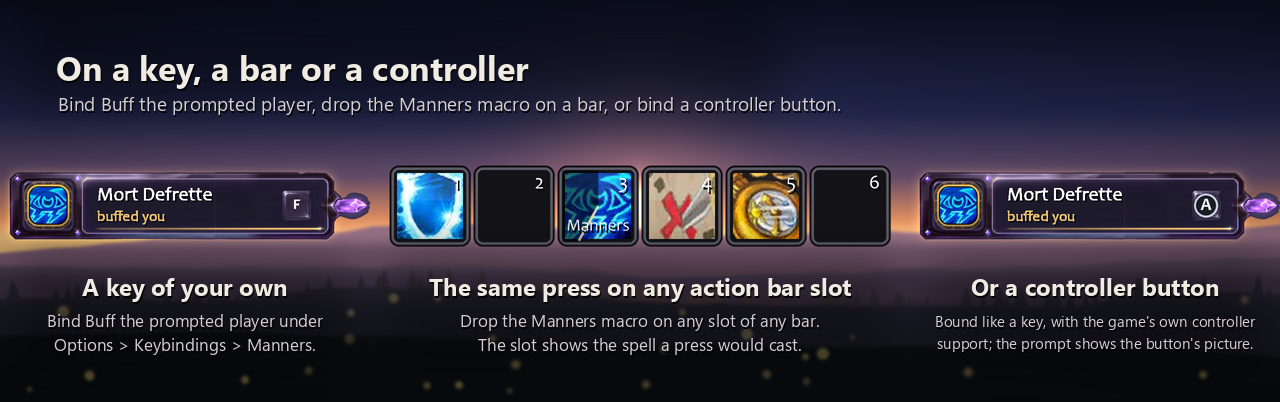 On a key, a bar or a controller
Bind Buff the prompted player, drop the Manners macro on a bar, or bind a controller button.
Mort Defrette
buffed you
F
1
2
3
Manners
4
5
6
Mort Defrette
buffed you
A
A key of your own
Bind Buff the prompted player under
Options > Keybindings > Manners.
The same press on any action bar slot
Drop the Manners macro on any slot of any bar.
The slot shows the spell a press would cast.
Or a controller button
Bound like a key, with the game's own controller
support; the prompt shows the button's picture.